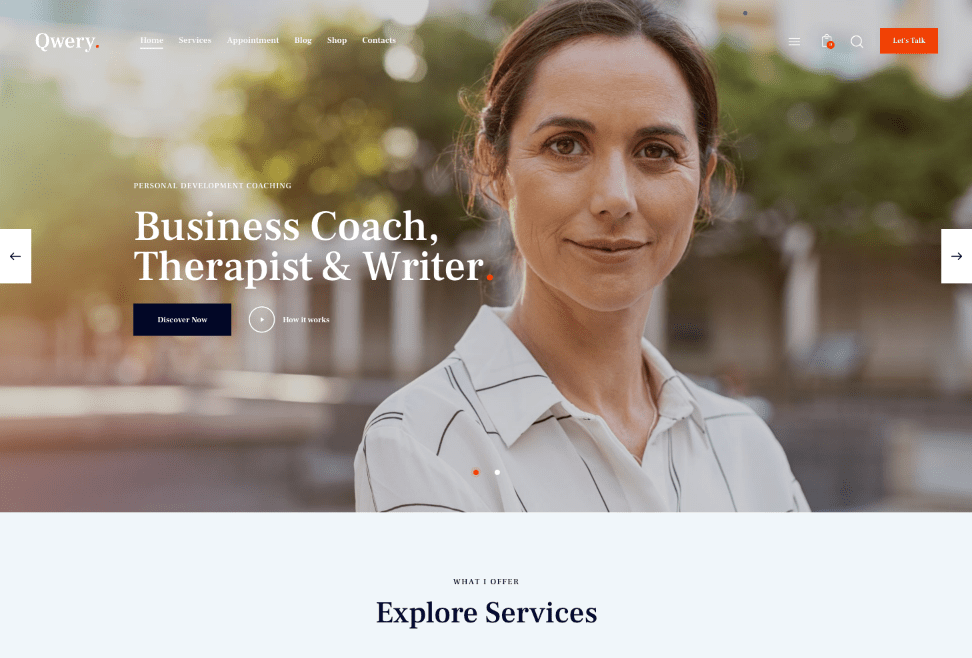 Qwery.
Home Services Appointment Blog Shop Contacts
0
Let's Talk
PERSONAL DEVELOPMENT COACHING
Business Coach,
Therapist & Writer.
Discover Now
How it works
WHAT I OFFER
Explore Services